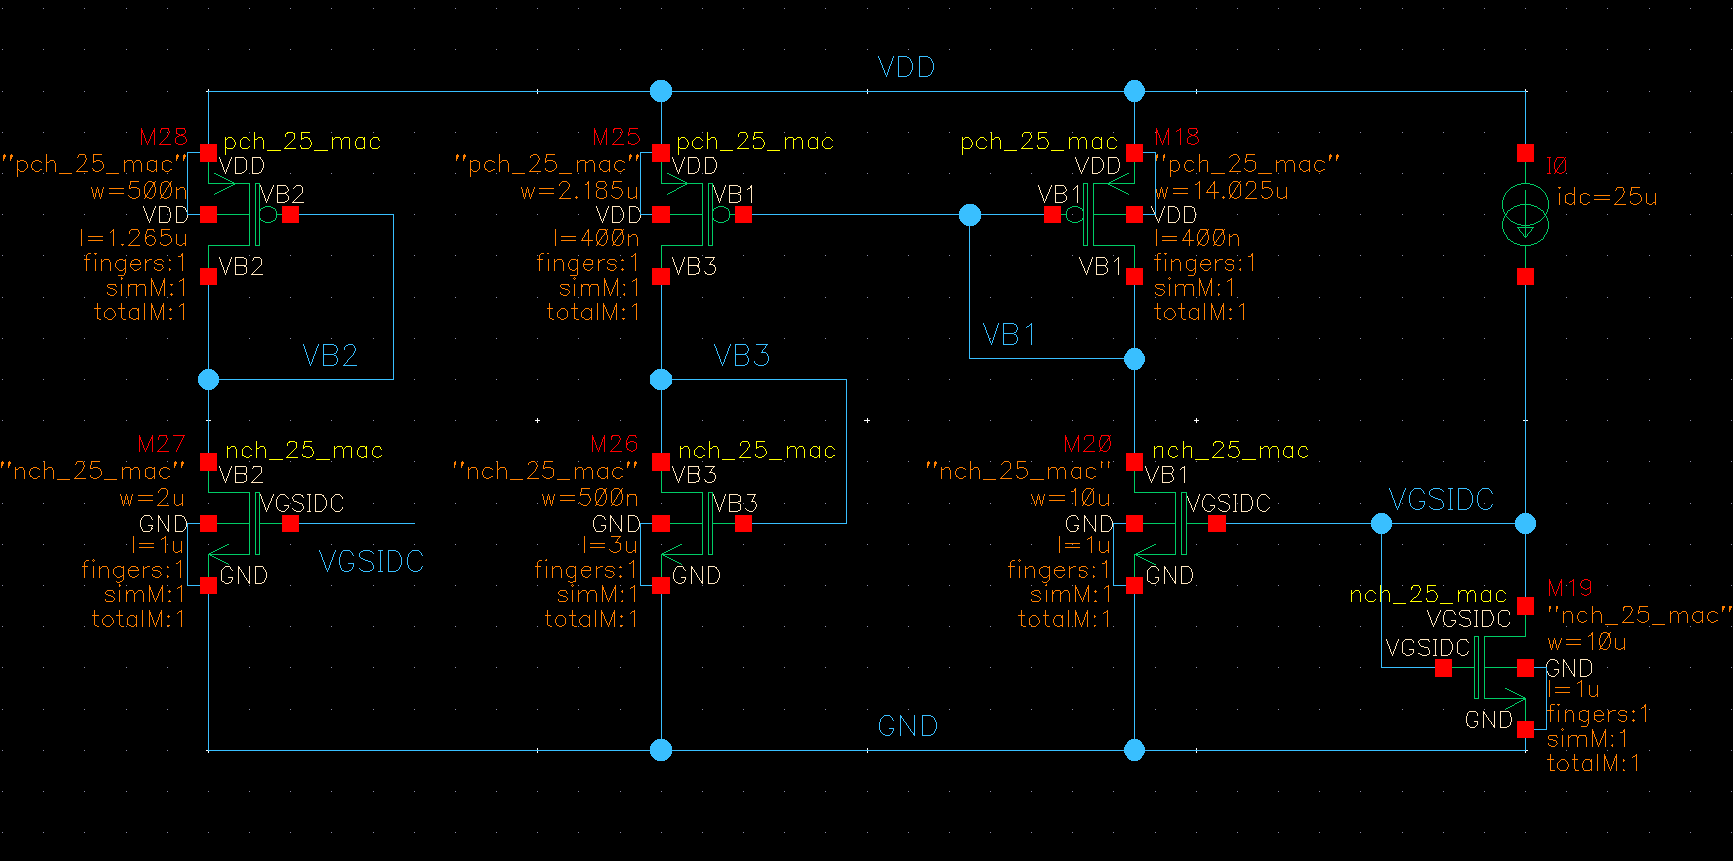 VDD
M28
pch_25_mac
"pch_25_mac"
VDD
w=500n
VB2
VDD
l=1.265u
fingers:1
VB2
simM:1
totalM:1
VB2
M25
pch_25_mac
"pch_25_mac"
VDD
w=2.185u
VB1
VDD
l=400n
fingers:1
VB3
simM:1
totalM:1
VB3
pch_25_mac
M18
VDD
"pch_25_mac"
VB1
w=14.025u
VDD
l=400n
VB1
fingers:1
simM:1
totalM:1
VB1
I0
idc=25u
M27
nch_25_mac
"nch_25_mac"
VB2
w=2u
VGSIDC
GND
l=1u
VGSIDC
fingers:1
GND
simM:1
totalM:1
M26
nch_25_mac
"nch_25_mac"
VB3
w=500n
VB3
GND
l=3u
fingers:1
GND
simM:1
totalM:1
M20
nch_25_mac
"nch_25_mac"
VB1
w=10u
VGSIDC
GND
l=1u
fingers:1
GND
simM:1
totalM:1
VGSIDC
nch_25_mac
M19
VGSIDC
"nch_25_mac"
VGSIDC
w=10u
GND
l=1u
GND
fingers:1
simM:1
totalM:1
GND